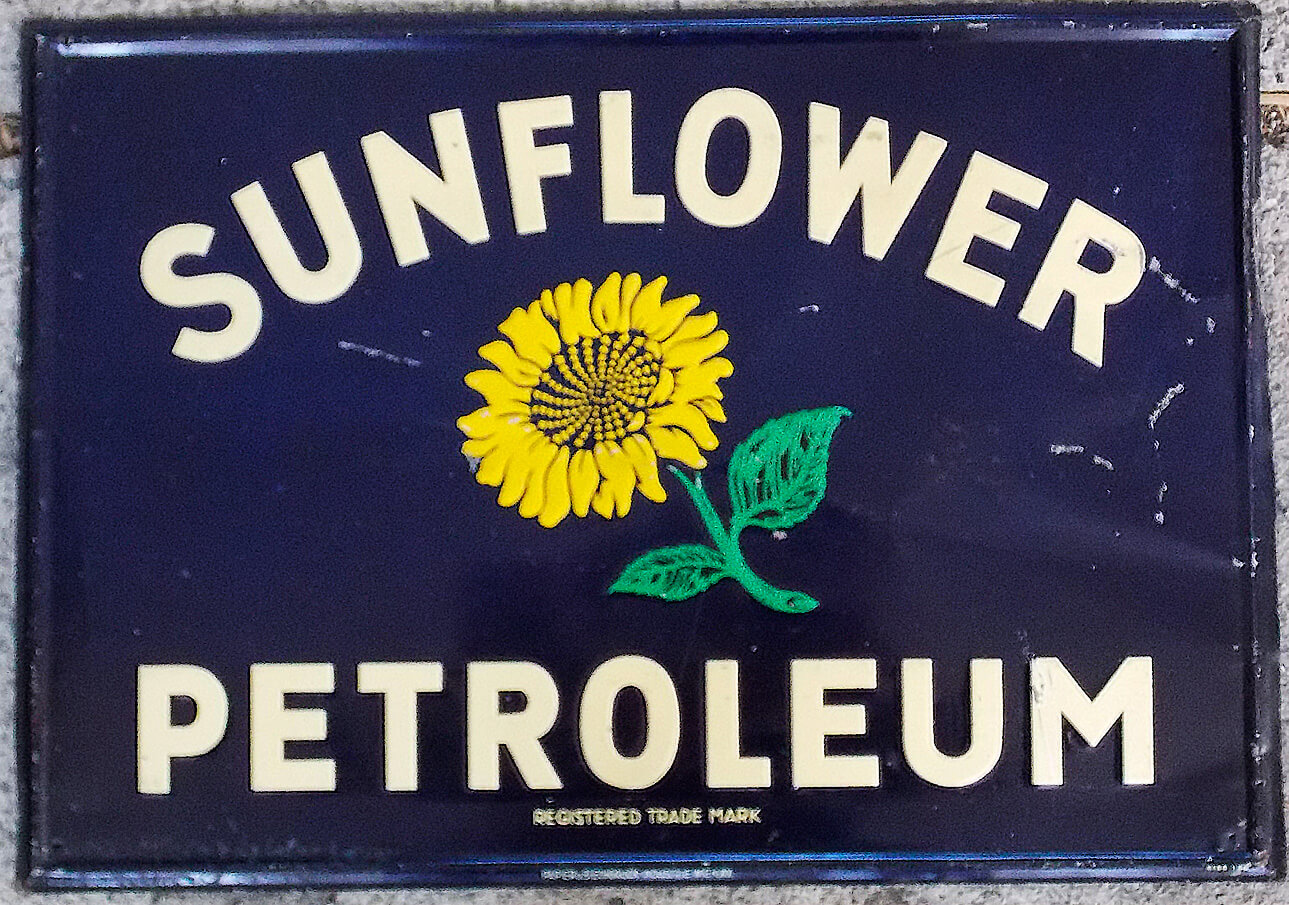 SUNFLOWER
PETROLEUM
REGISTERED TRADE MARK